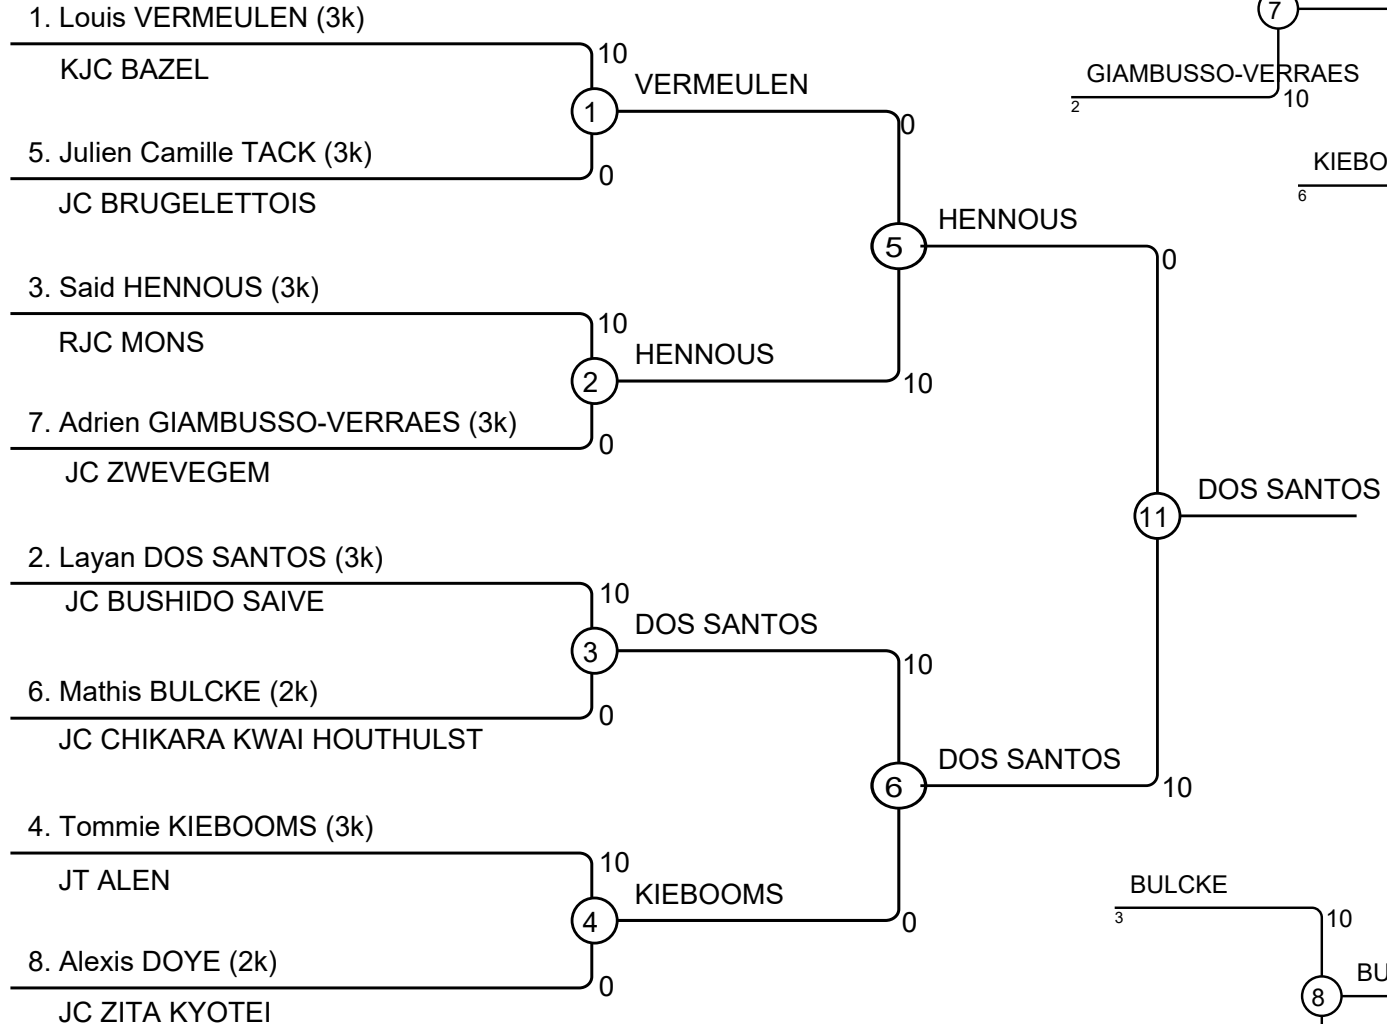 1. Louis VERMEULEN (3k)
10
KJC BAZEL
1
VERMEULEN
5. Julien Camille TACK (3k)
0
JC BRUGELETTOIS
3. Said HENNOUS (3k)
10
RJC MONS
2
HENNOUS
7. Adrien GIAMBUSSO-VERRAES (3k)
0
JC ZWEVEGEM
0
5
HENNOUS
10
2. Layan DOS SANTOS (3k)
10
JC BUSHIDO SAIVE
3
DOS SANTOS
6. Mathis BULCKE (2k)
0
JC CHIKARA KWAI HOUTHULST
4. Tommie KIEBOOMS (3k)
10
JT ALEN
4
KIEBOOMS
8. Alexis DOYE (2k)
0
JC ZITA KYOTEI
10
6
DOS SANTOS
0
0
11
DOS SANTOS
10
7
GIAMBUSSO-VERRAES
2
10
KIEBO
6
BULCKE
3
10
8
BU